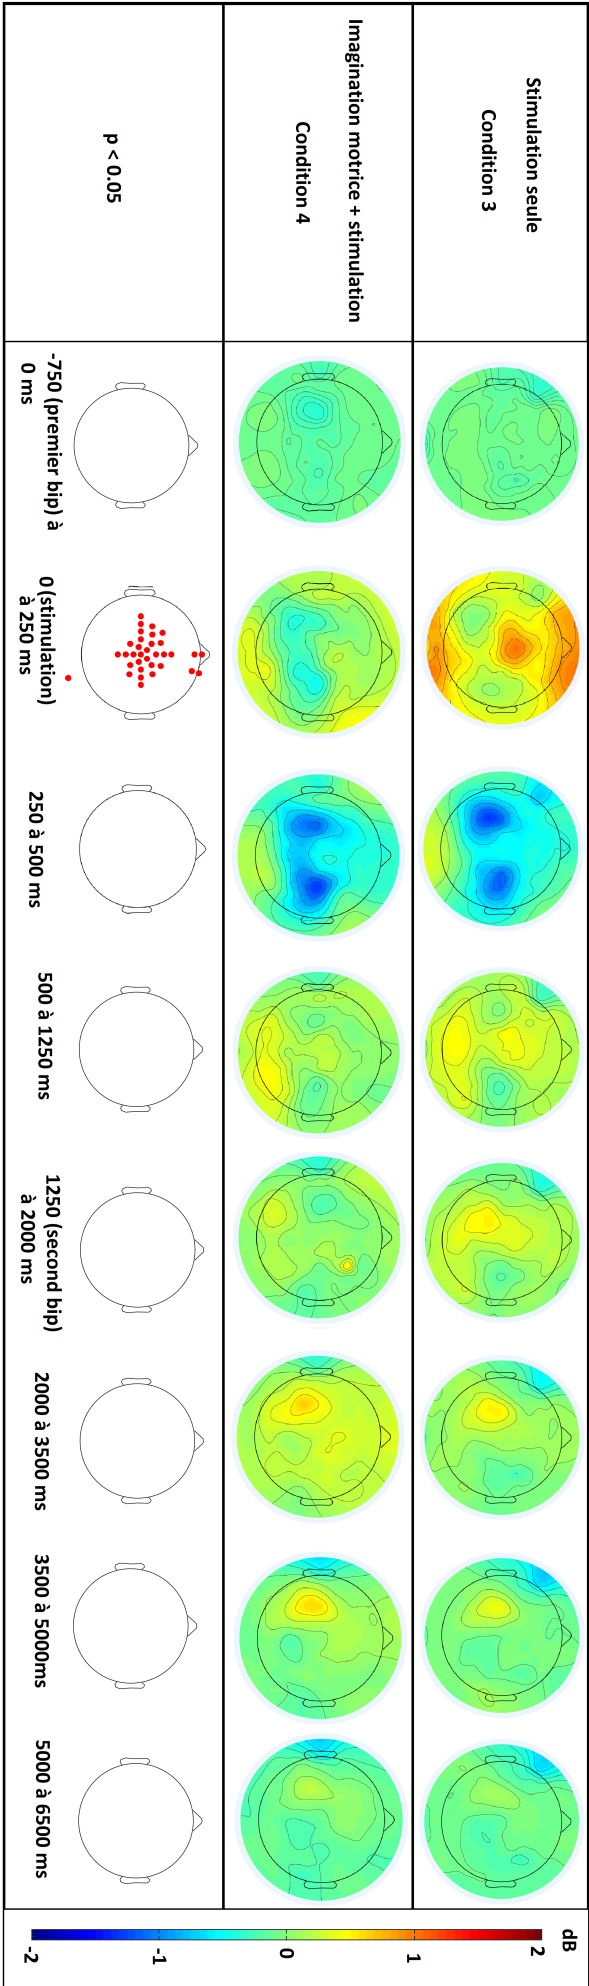 Stimulation seule
Condition 3
Imagination motrice + stimulation
Condition 4
p < 0.05
-750 (premier bip) à
0 ms
0 (stimulation)
à 250 ms
250 à 500 ms
500 à 1250 ms
1250 (second bip)
à 2000 ms
2000 à 3500 ms
3500 à 5000ms
5000 à 6500 ms
dB
2
1
0
-1
-2